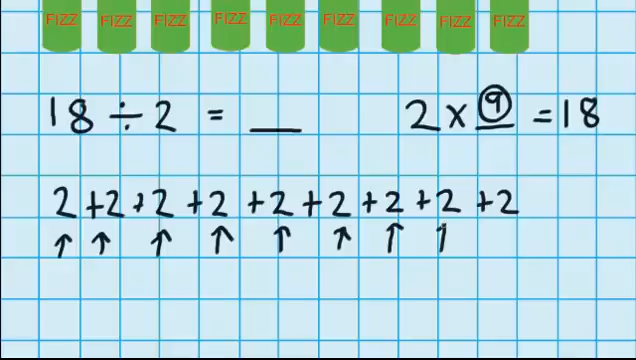 FIZZ FIZZ FIZZ FIZZ FIZZ FIZZ FIZZ FIZZ FIZZ
18 ÷ 2 = __ 2 x 9 = 18
2 + 2 + 2 + 2 + 2 + 2 + 2 + 2 + 2